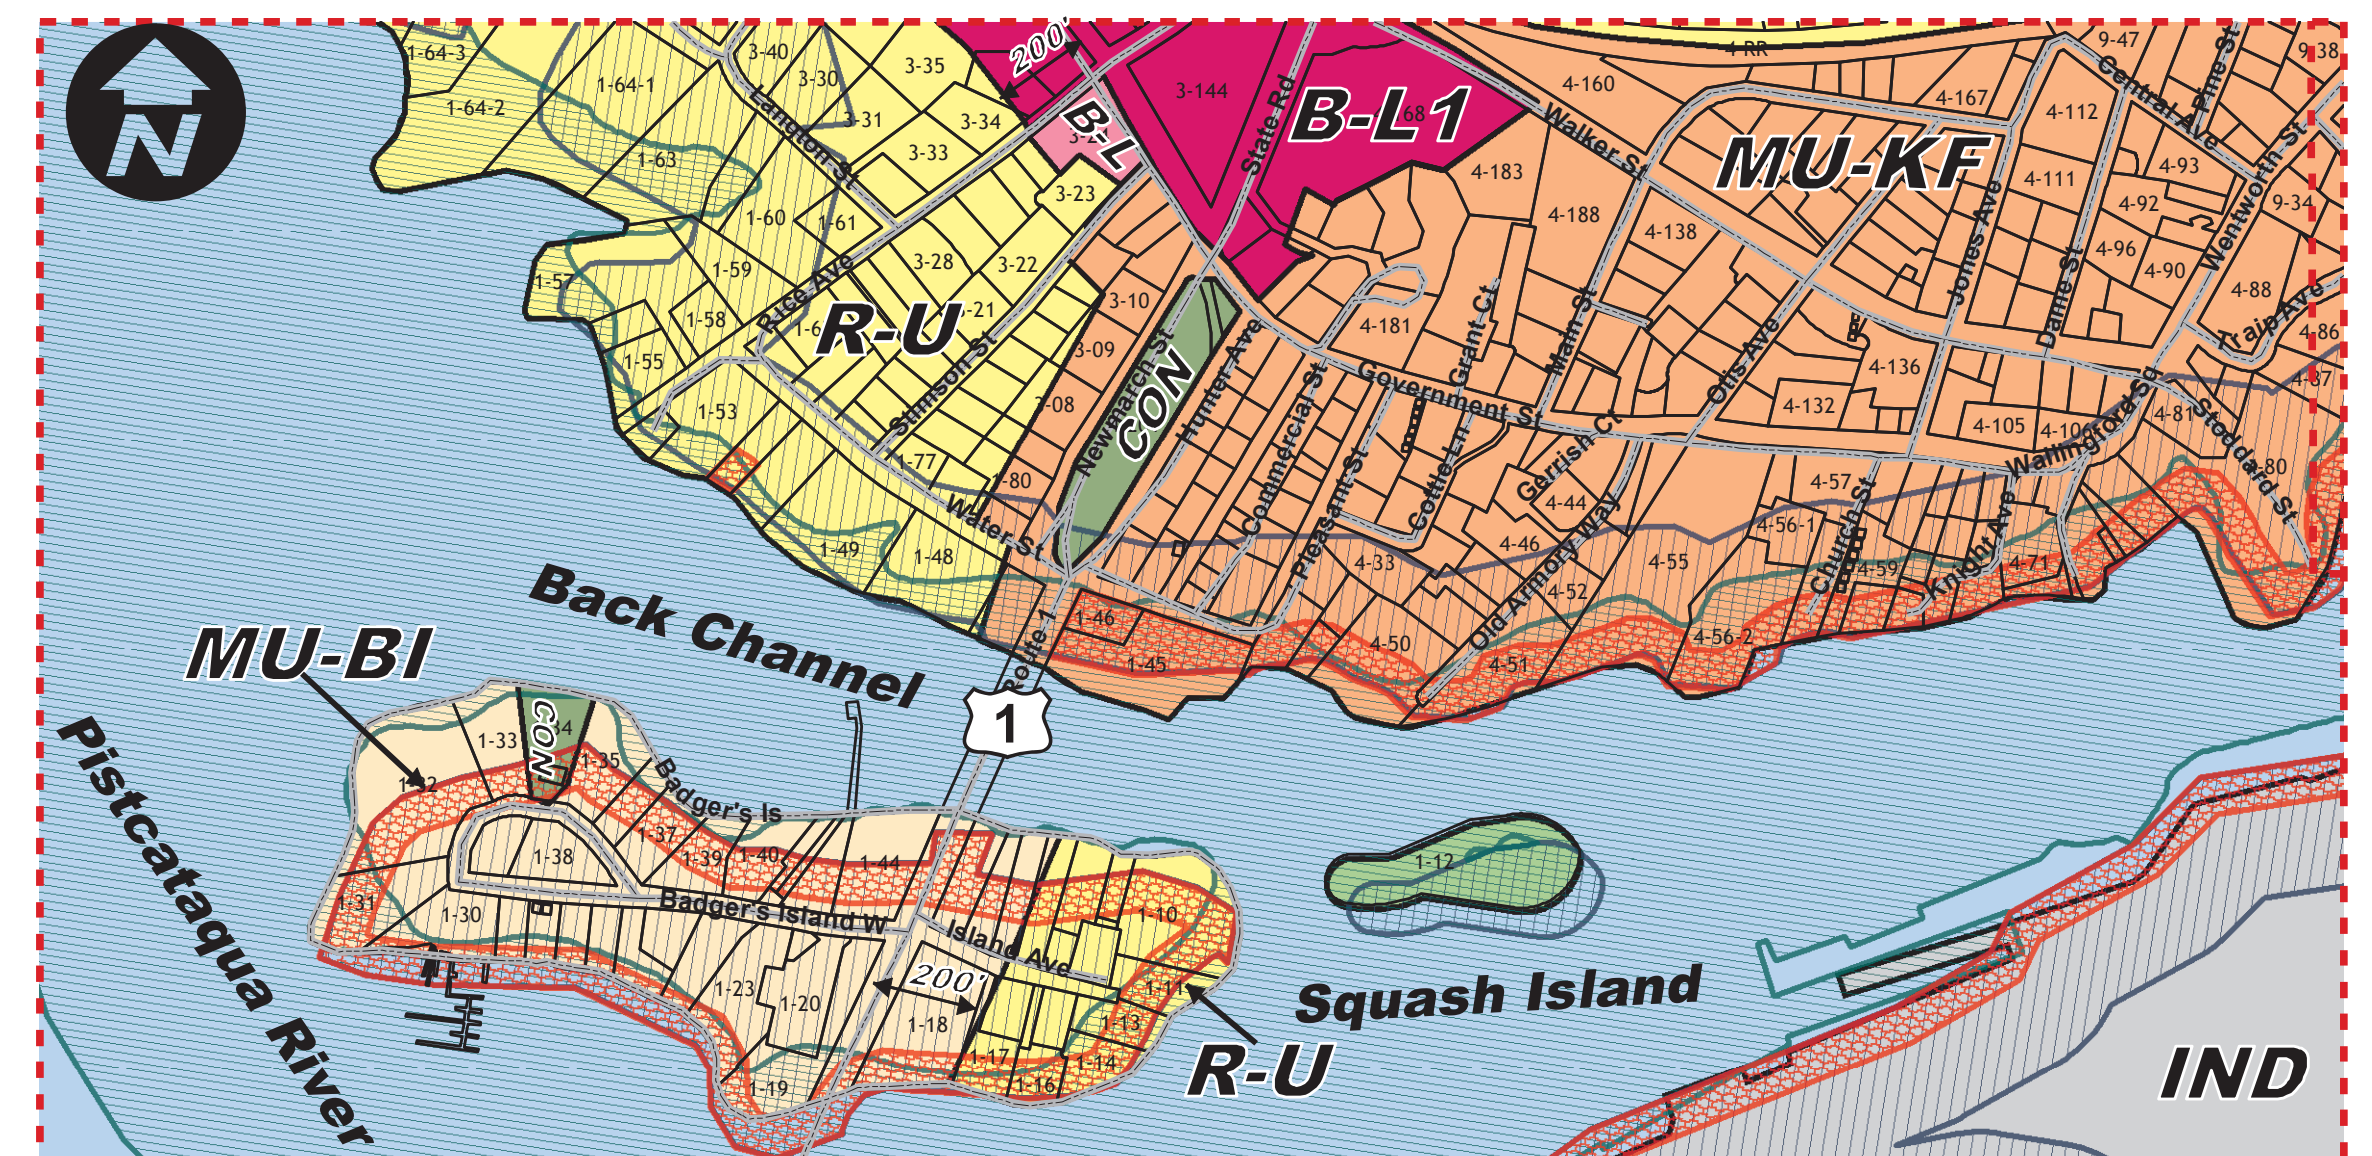 N
1-64-3
1-64-2
1-64-1
3-40
3-30
3-31
3-35
3-34
3-33
200'
3-144
State Rd
B-L
B-L1
4-RR
4-160
4-167
9-47
Pine St
9-38
Central Ave
4-112
Walker St
MU-KF
Langdon St
1-63
1-60
1-61
3-23
4-183
4-188
4-138
4-111
4-93
4-92
Wentworth St
9-34
1-57
1-59
1-58
1-55
1-53
Rice Ave
3-28
3-22
R-U
3-10
3-09
Stimson St
Newmarch St
CON
Hunter Ave
4-181
Grant Ct
Main St
Otis Ave
Jones Ave
Dane St
4-96
4-90
4-88
Traip Ave
4-86
4-136
4-132
4-105
Government St
Commercial St
Pleasant St
Cottle Ln
Gerrish Ct
4-44
4-46
4-33
Old Armory Way
4-52
4-55
4-57
4-56-1
Church St
4-59
Knight Ave
4-71
Wallingford Sq
4-81
Stoddard St
1-77
1-80
Water St
1-49
1-48
1-46
1-45
4-50
4-51
4-56-2
Route 1
1
Back Channel
MU-BI
Pistcataqua River
1-33
CON
1-35
1-37
1-39
1-40
1-44
Badger's Is
1-38
1-31
1-30
Badger's Island W
Island Ave
200'
1-23
1-20
1-18
1-19
1-10
1-11
1-13
1-14
1-17
1-16
R-U
1-12
Squash Island
IND